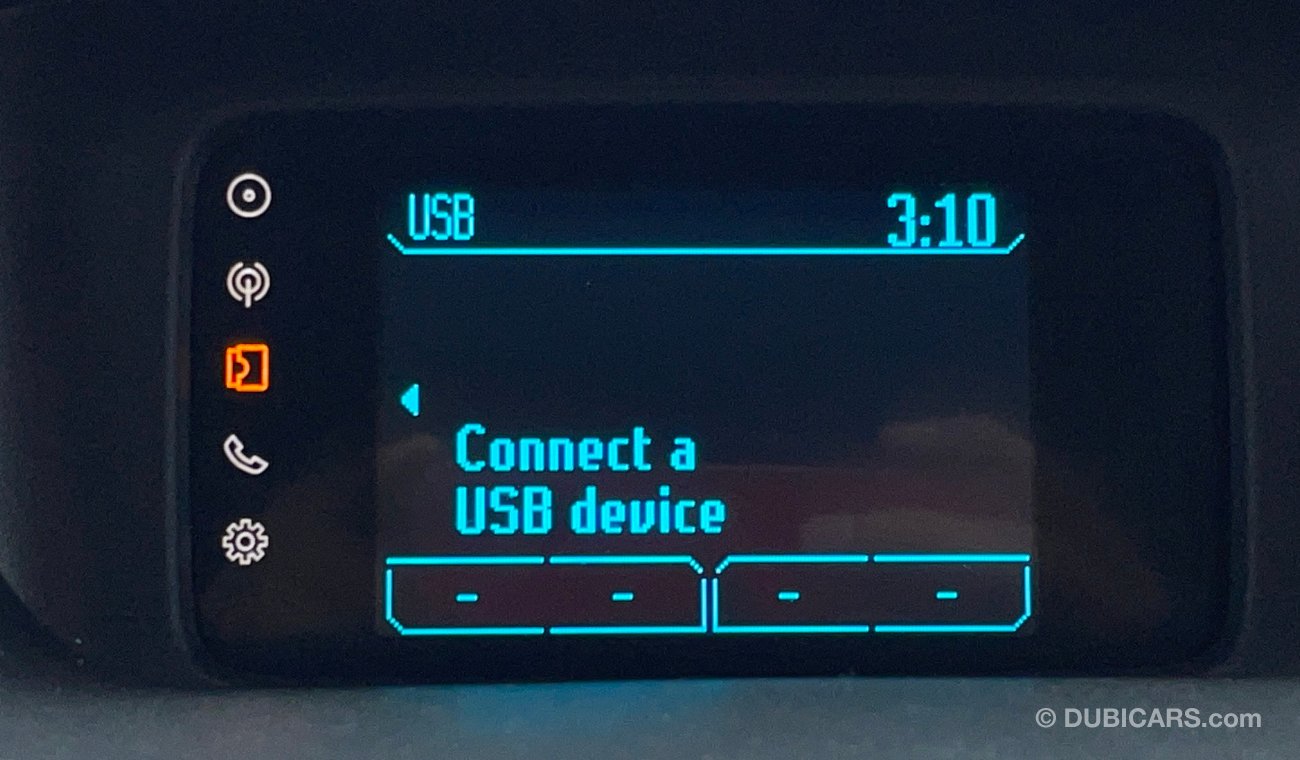 USB 3:10
Connect a
USB device
- - - -
© DUBICARS.com